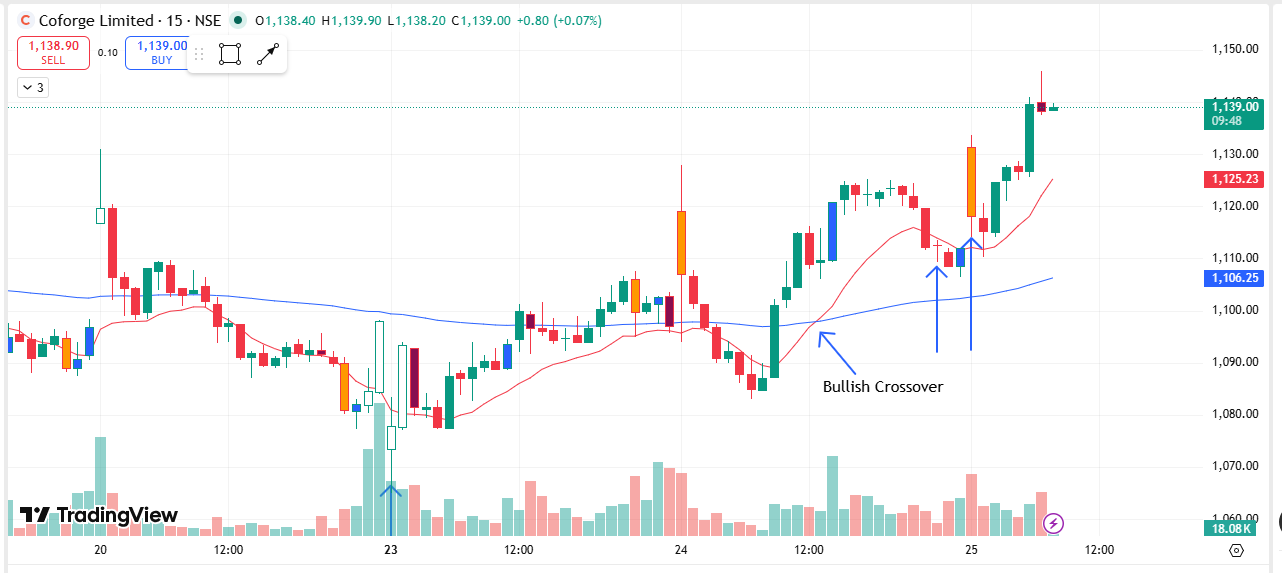 Coforge Limited · 15 · NSE O1,138.40 H1,139.90 L1,138.20 C1,139.00 +0.80 (+0.07%)
1,138.90
SELL
0.10
1,139.00
BUY
3
1,150.00
1,139.00
09:48
1,130.00
1,125.23
1,120.00
1,110.00
1,106.25
1,100.00
1,090.00
Bullish Crossover
1,080.00
1,070.00
TradingView
1,060.00
18.08K
20 12:00 23 12:00 24 12:00 25 12:00